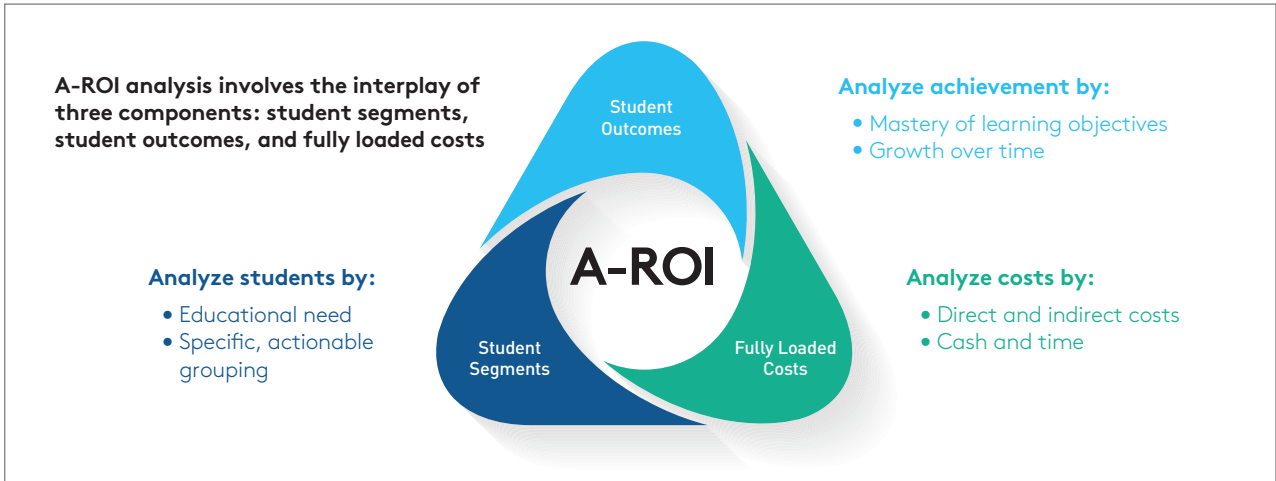 A-ROI analysis involves the interplay of
three components: student segments,
student outcomes, and fully loaded costs
Student
Outcomes
Analyze achievement by:
• Mastery of learning objectives
• Growth over time
A-ROI
Analyze students by:
• Educational need
• Specific, actionable
grouping
Student
Segments
Fully Loaded
Costs
Analyze costs by:
• Direct and indirect costs
• Cash and time